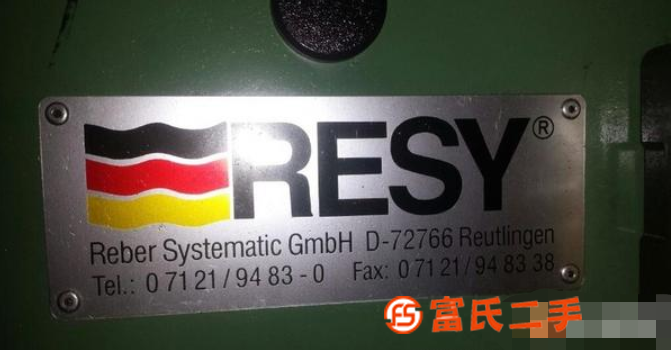 RESY®
Reber Systematic GmbH D-72766 Reutlingen
Tel.: 0 71 21 / 94 83 - 0 Fax: 0 71 21 / 94 83 38
FS 富氏二手